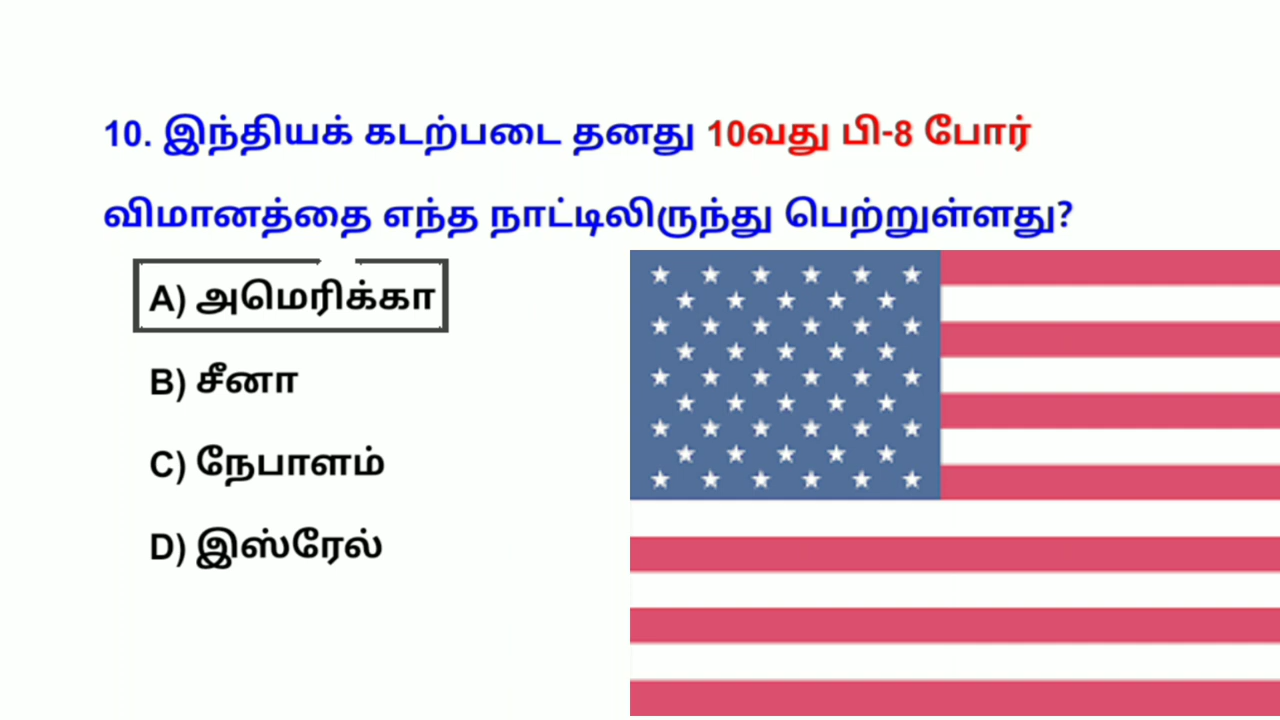 10. இந்தியக் கடற்படை தனது 10வது பி-8 போர்
விமானத்தை எந்த நாட்டிலிருந்து பெற்றுள்ளது?
A) அமெரிக்கா
B) சீனா
C) நேபாளம்
D) இஸ்ரேல்